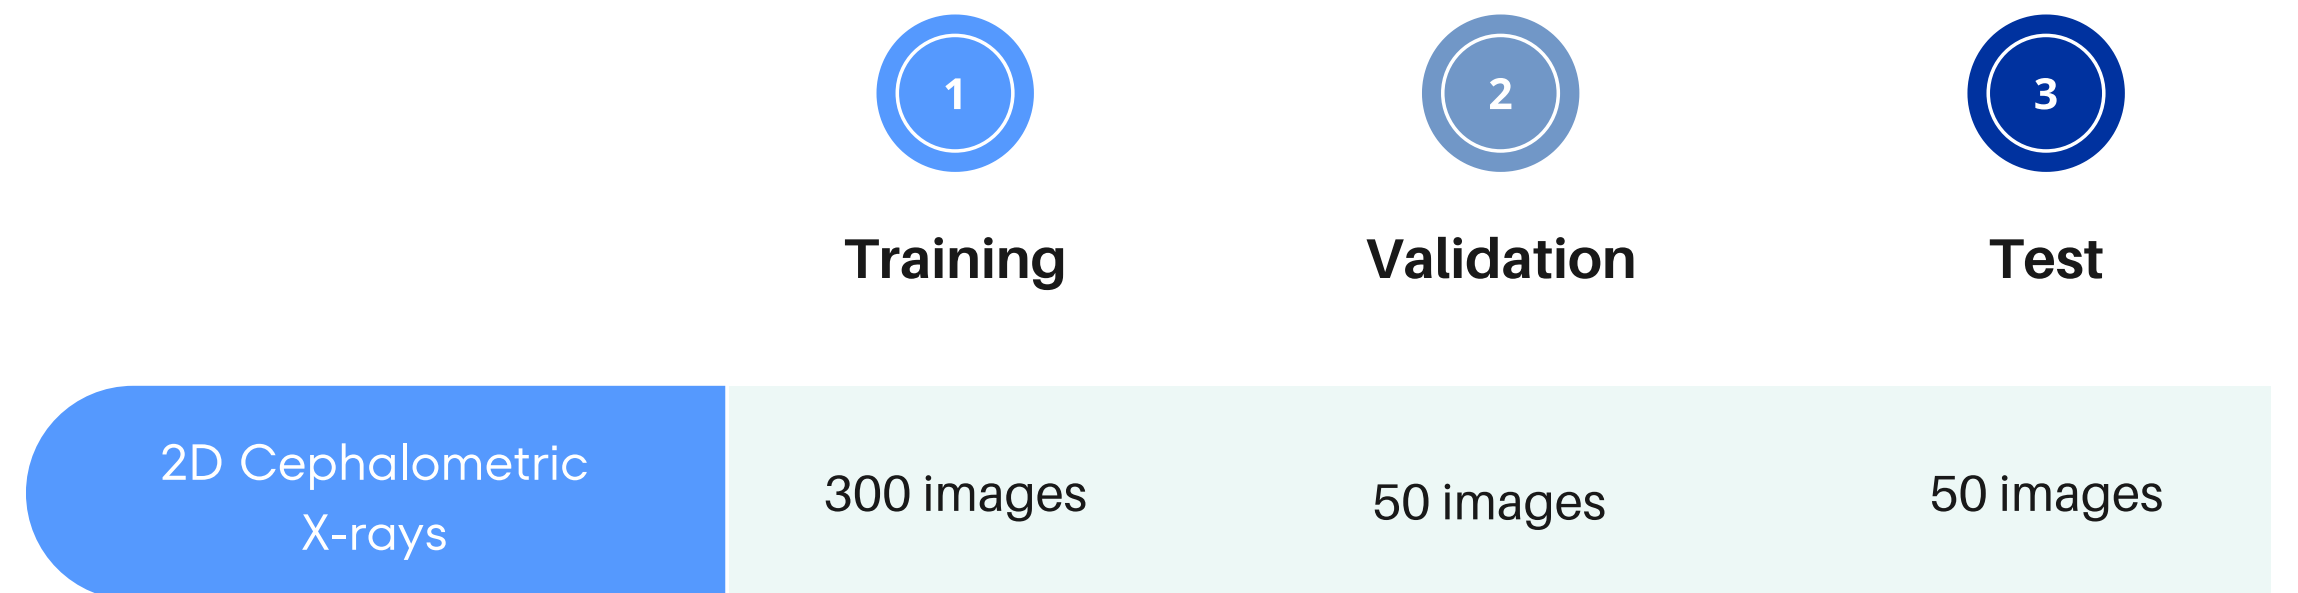 1
2
3
Training
Validation
Test
2D Cephalometric
X-rays
300 images
50 images
50 images